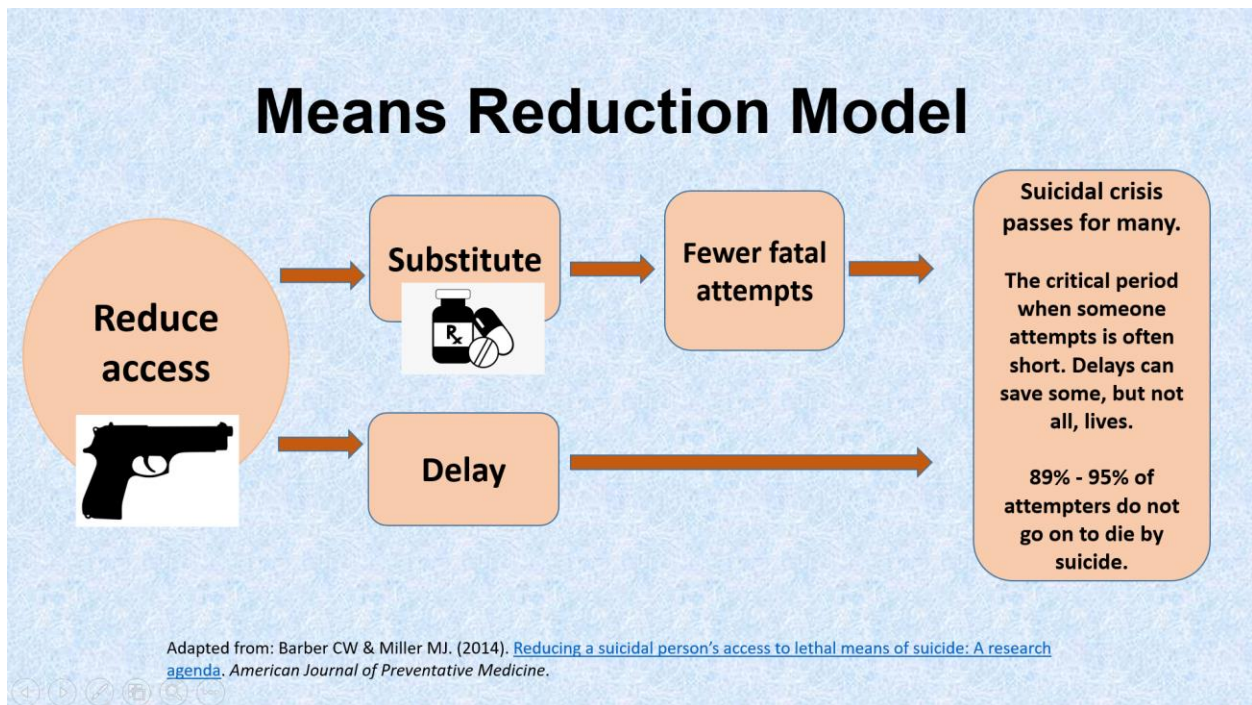 Means Reduction Model
Reduce
access
Substitute
Rx
Delay
Fewer fatal
attempts
Suicidal crisis
passes for many.
The critical period
when someone
attempts is often
short. Delays can
save some, but not
all, lives.
89% - 95% of
attempters do not
go on to die by
suicide.
Adapted from: Barber CW & Miller MJ. (2014). Reducing a suicidal person's access to lethal means of suicide: A research
agenda. American Journal of Preventative Medicine.